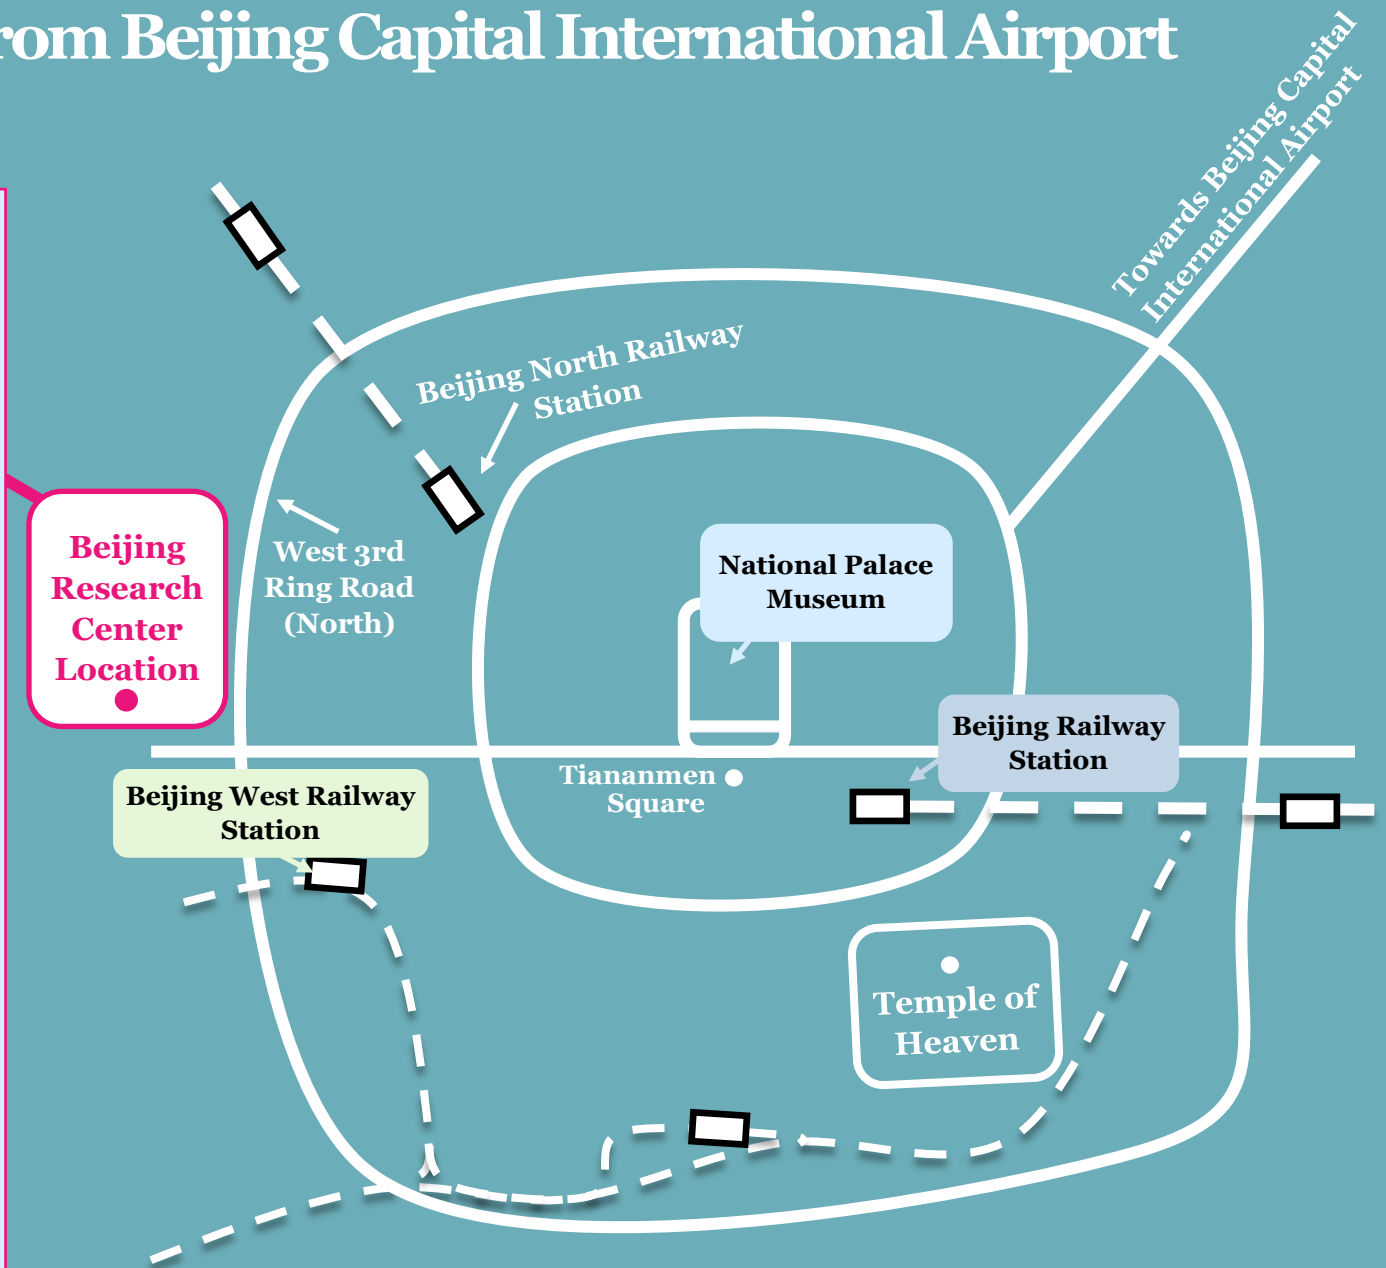 rom Beijing Capital International Airport
Towards Beijing Capital
International Airport
Beijing North Railway
Station
Beijing
Research
Center
Location
West 3rd
Ring Road
(North)
National Palace
Museum
Beijing Railway
Station
Tiananmen
Square
Beijing West Railway
Station
Temple of
Heaven